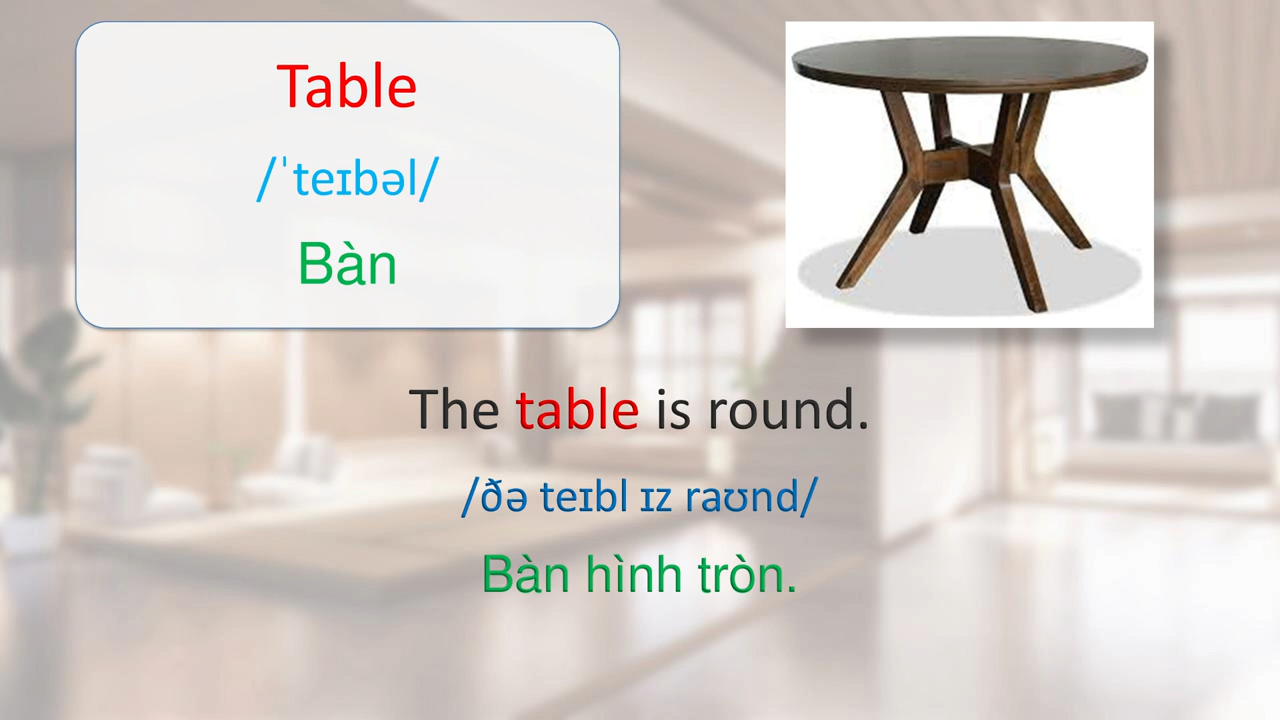 Table
/ˈteɪbəl/
Bàn
The table is round.
/ðə teɪbl ɪz raʊnd/
Bàn hình tròn.